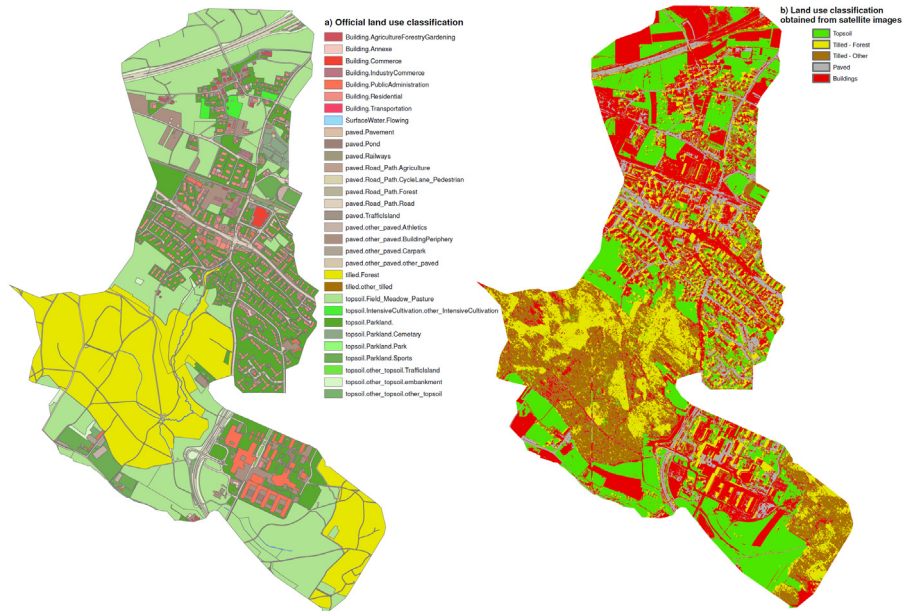 a) Official land use classification
Building.AgricultureForestryGardening
Building.Annexe
Building.Commerce
Building.IndustryCommerce
Building.PublicAdministration
Building.Residential
Building.Transportation
SurfaceWater.Flowing
paved.Pavement
paved.Pond
paved.Railways
paved.Road_Path.Agriculture
paved.Road_Path.CycleLane_Pedestrian
paved.Road_Path.Forest
paved.Road_Path.Road
paved.TrafficIsland
paved.other_paved.Athletics
paved.other_paved.BuildingPeriphery
paved.other_paved.Carpark
paved.other_paved.other_paved
tilled.Forest
tilled.other_tilled
topsoil.Field_Meadow_Pasture
topsoil.IntensiveCultivation.other_IntensiveCultivation
topsoil.Parkland.
topsoil.Parkland.Cemetary
topsoil.Parkland.Park
topsoil.Parkland.Sports
topsoil.other_topsoil.TrafficIsland
topsoil.other_topsoil.embankment
topsoil.other_topsoil.other_topsoil
b) Land use classification
obtained from satellite images
Topsoil
Tilled - Forest
Tilled - Other
Paved
Buildings